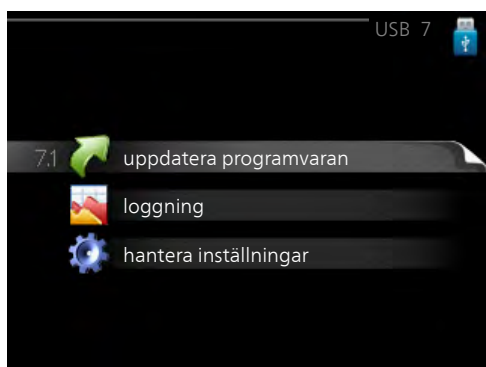 USB 7
7.1 uppdatera programvaran
loggning
hantera inställningar